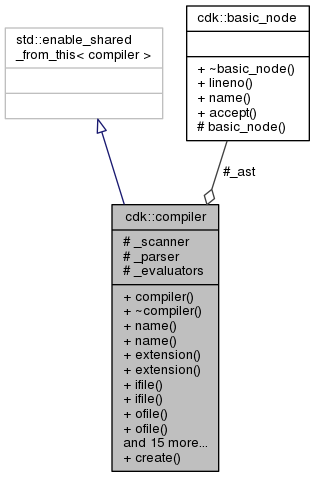 cdk::basic_node
+ ~basic_node()
+ lineno()
+ name()
+ accept()
# basic_node()
std::enable_shared
_from_this< compiler >
#_ast
cdk::compiler
# _scanner
# _parser
# _evaluators
+ compiler()
+ ~compiler()
+ name()
+ name()
+ extension()
+ extension()
+ ifile()
+ ifile()
+ ofile()
+ ofile()
and 15 more...
+ create()